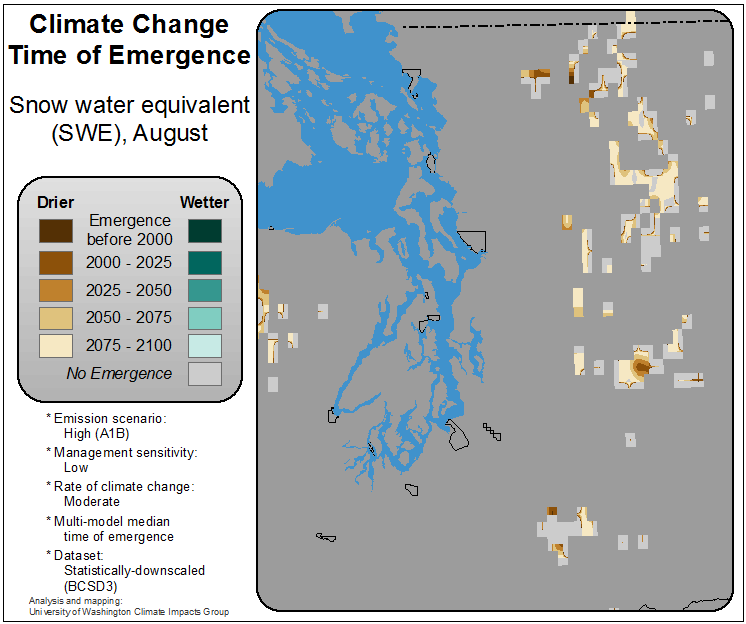 Climate Change
Time of Emergence
Snow water equivalent
(SWE), August
Drier Wetter
Emergence
before 2000
2000 - 2025
2025 - 2050
2050 - 2075
2075 - 2100
No Emergence
* Emission scenario:
High (A1B)
* Management sensitivity:
Low
* Rate of climate change:
Moderate
* Multi-model median
time of emergence
* Dataset:
Statistically-downscaled
(BCSD3)
Analysis and mapping:
University of Washington Climate Impacts Group